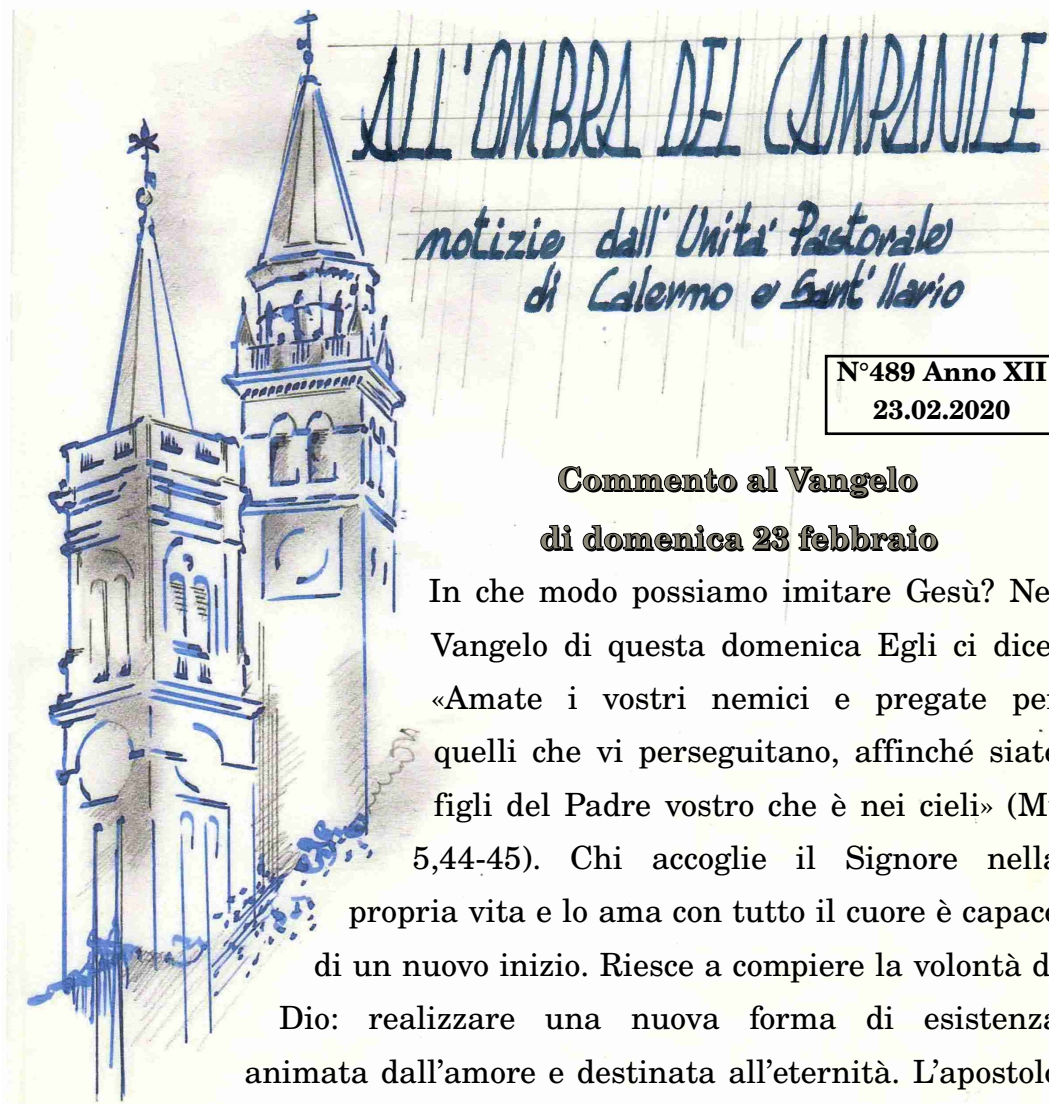 ALL'OMBRA DEL CAMPANILE
notizie dall'Unita' Pastorale
di Calerno e Sant'Ilario
N°489 Anno XII
23.02.2020
Commento al Vangelo
di domenica 23 febbraio
In che modo possiamo imitare Gesù? Ne
Vangelo di questa domenica Egli ci dice
«Amate i vostri nemici e pregate per
quelli che vi perseguitano, affinché siate
figli del Padre vostro che è nei cieli» (M
5,44-45). Chi accoglie il Signore nella
propria vita e lo ama con tutto il cuore è capace
di un nuovo inizio. Riesce a compiere la volontà d
Dio: realizzare una nuova forma di esistenza
animata dall'amore e destinata all'eternità. L'apostolo